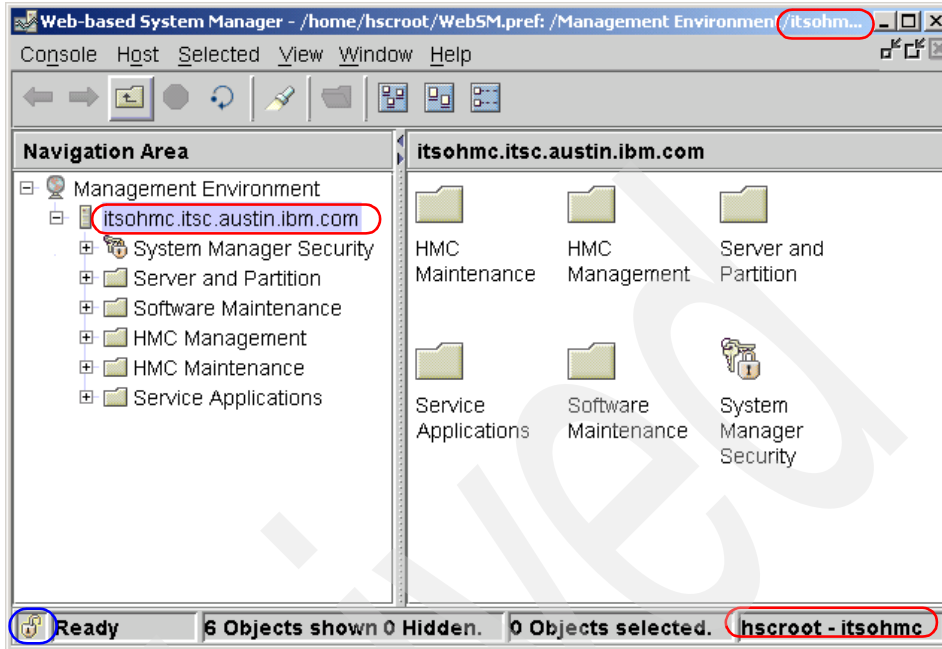 Web-based System Manager - /home/hscroot/WebSM.pref: /Management Environment/itsohm...
Console Host Selected View Window Help
Navigation Area
itsohmc.itsc.austin.ibm.com
Management Environment
itsohmc.itsc.austin.ibm.com
System Manager Security
Server and Partition
Software Maintenance
HMC Management
HMC Maintenance
Service Applications
HMC
Maintenance
HMC
Management
Server and
Partition
Service
Applications
Software
Maintenance
System
Manager
Security
Ready
6 Objects shown 0 Hidden.
0 Objects selected.
hscroot - itsohmc